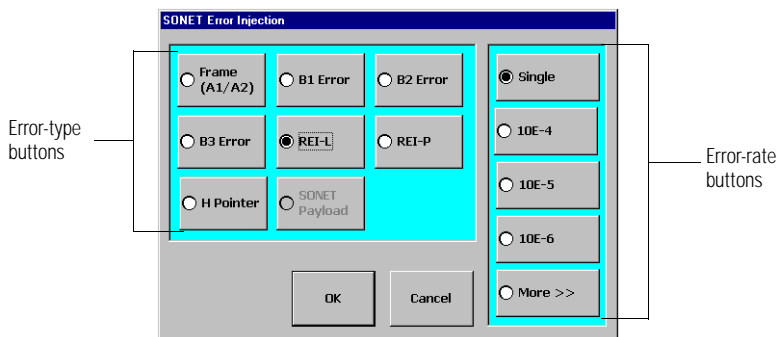 SONET Error Injection
Frame
(A1/A2)
B1 Error
B2 Error
B3 Error
REI-L
REI-P
H Pointer
SONET
Payload
Single
10E-4
10E-5
10E-6
More >>
OK
Cancel
Error-type
buttons
Error-rate
buttons